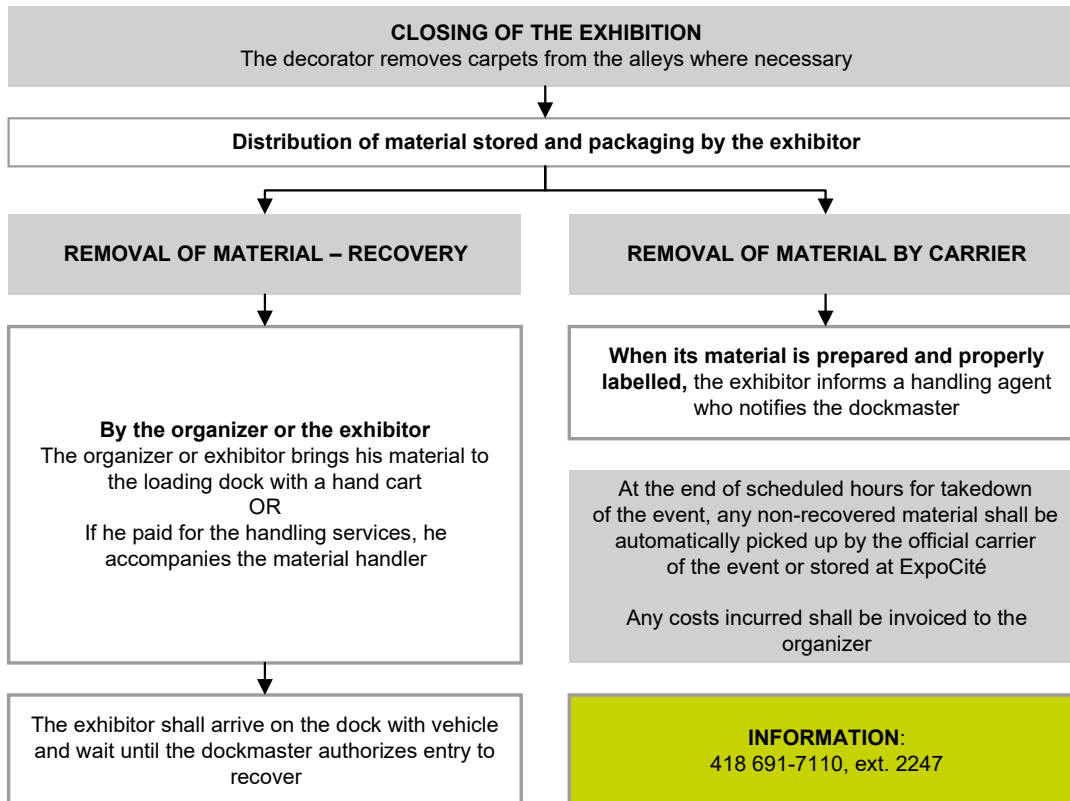 CLOSING OF THE EXHIBITION
The decorator removes carpets from the alleys where necessary
Distribution of material stored and packaging by the exhibitor
REMOVAL OF MATERIAL – RECOVERY
By the organizer or the exhibitor
The organizer or exhibitor brings his material to
the loading dock with a hand cart
OR
If he paid for the handling services, he
accompanies the material handler
The exhibitor shall arrive on the dock with vehicle
and wait until the dockmaster authorizes entry to
recover
REMOVAL OF MATERIAL BY CARRIER
When its material is prepared and properly
labelled, the exhibitor informs a handling agent
who notifies the dockmaster
At the end of scheduled hours for takedown
of the event, any non-recovered material shall be
automatically picked up by the official carrier
of the event or stored at ExpoCité
Any costs incurred shall be invoiced to the
organizer
INFORMATION:
418 691-7110, ext. 2247